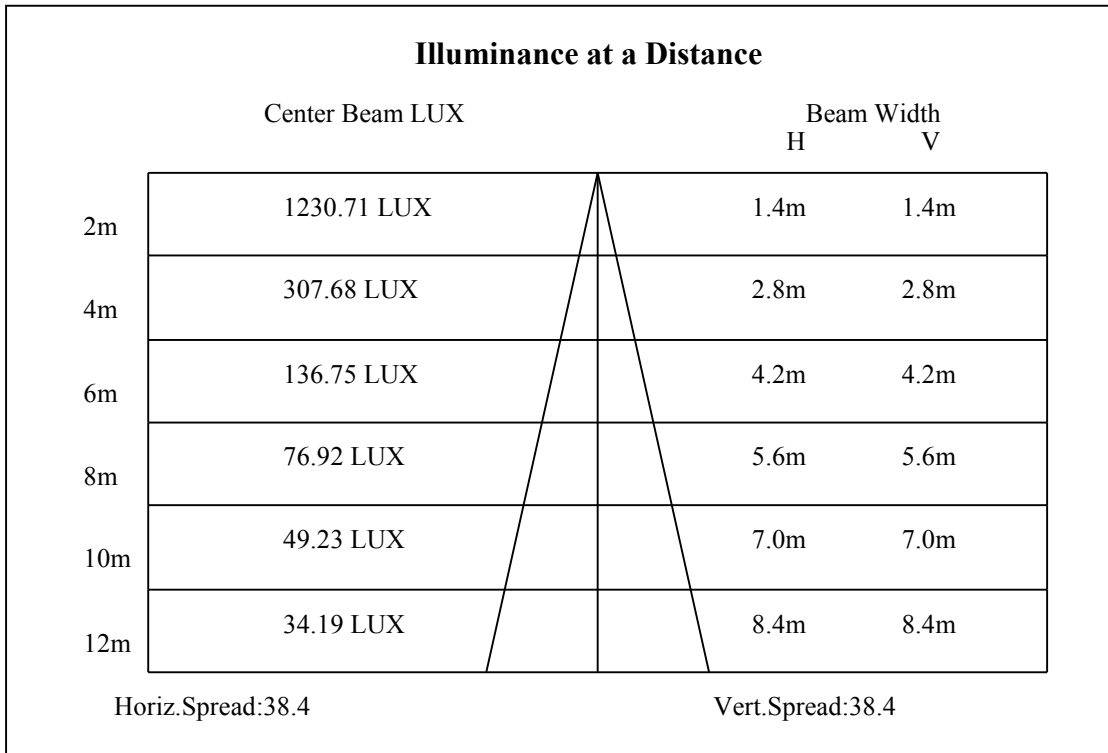 Illuminance at a Distance
Center Beam LUX Beam Width
H V
2m 1230.71 LUX 1.4m 1.4m
4m 307.68 LUX 2.8m 2.8m
6m 136.75 LUX 4.2m 4.2m
8m 76.92 LUX 5.6m 5.6m
10m 49.23 LUX 7.0m 7.0m
12m 34.19 LUX 8.4m 8.4m
Horiz.Spread:38.4 Vert.Spread:38.4